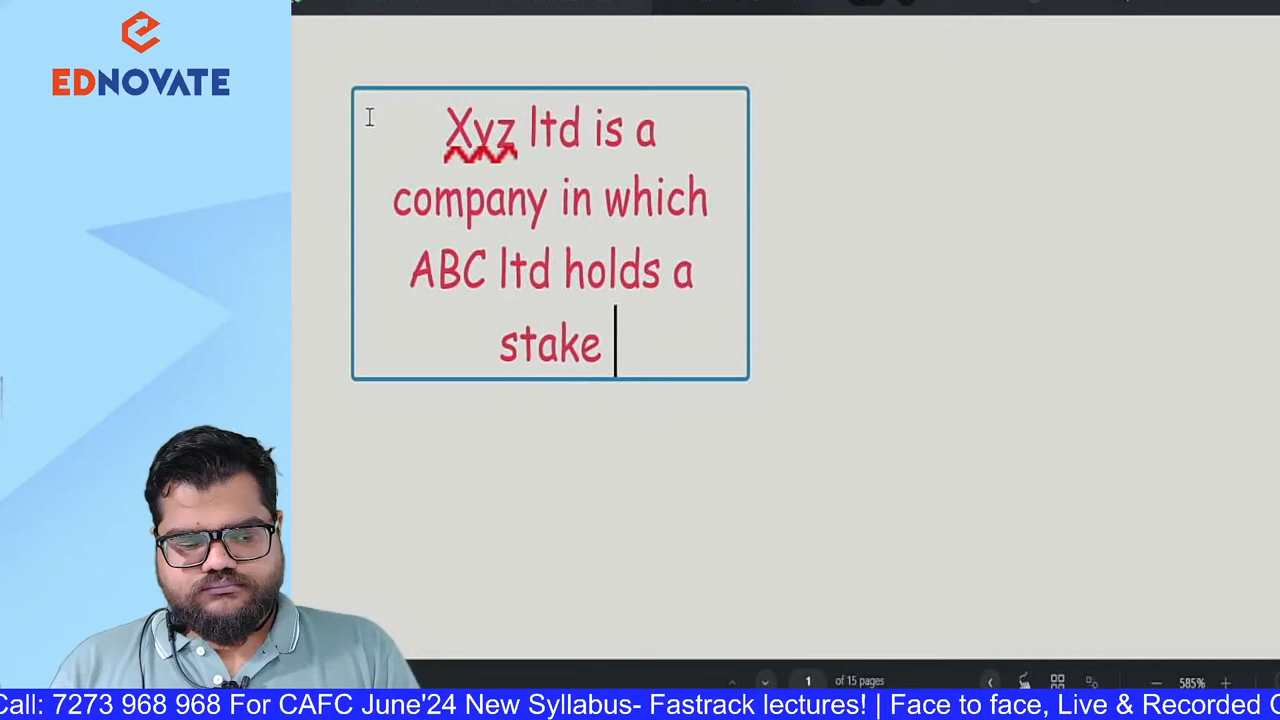 EDNOVATE
Xyz ltd is a
company in which
ABC ltd holds a
stake
1 of 15 pages
585%
Call: 7273 968 968 For CAFC June'24 New Syllabus- Fastrack lectures! | Face to face, Live & Recorded